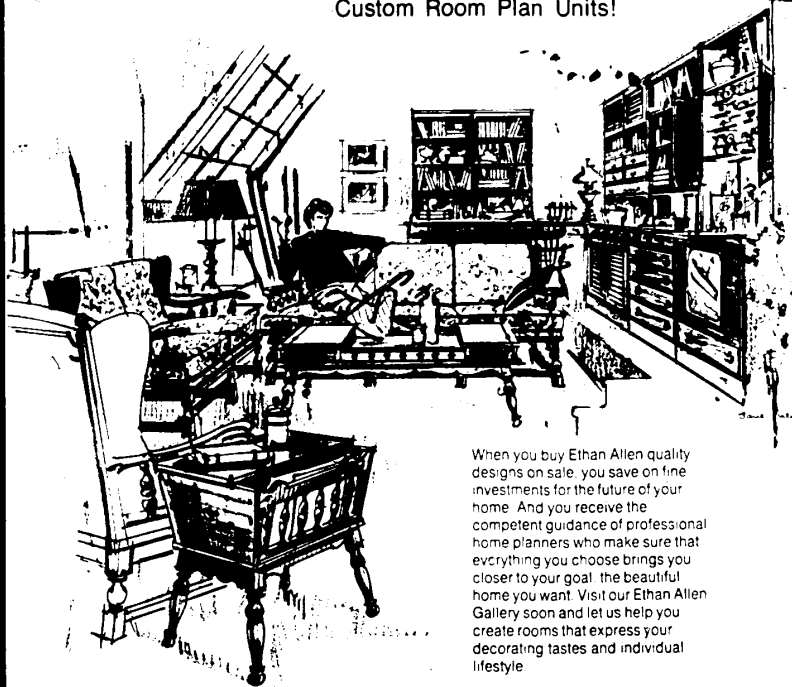 Custom Room Plan Units!
When you buy Ethan Allen quality
designs on sale, you save on fine
investments for the future of your
home. And you receive the
competent guidance of professional
home planners who make sure that
everything you choose brings you
closer to your goal: the beautiful
home you want. Visit our Ethan Allen
Gallery soon and let us help you
create rooms that express your
decorating tastes and individual
lifestyle.